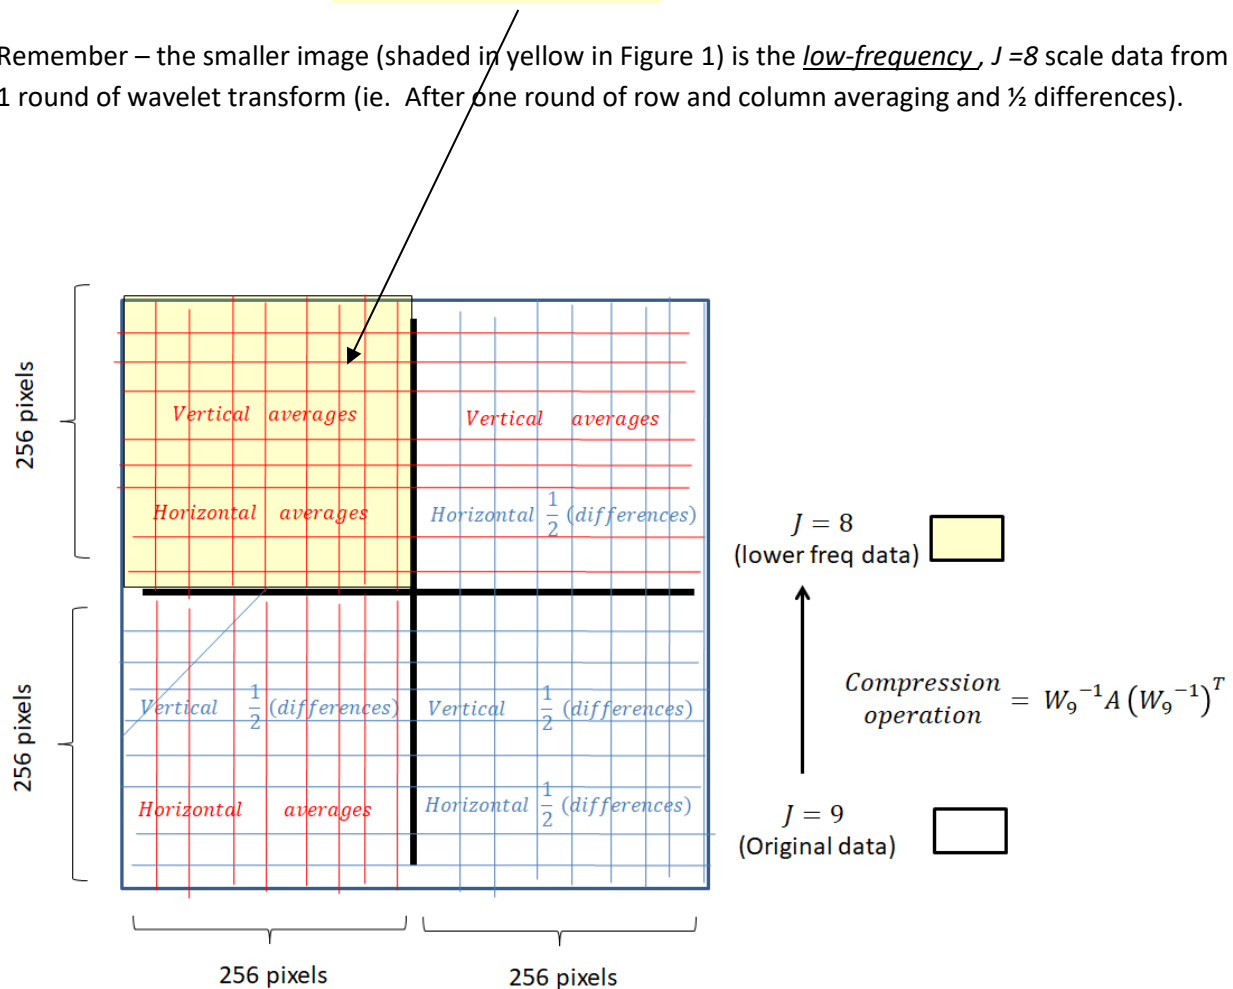 Remember – the smaller image (shaded in yellow in Figure 1) is the low-frequency , J =8 scale data from
1 round of wavelet transform (ie. After one round of row and column averaging and ½ differences).
256 pixels
Vertical averages
Vertical averages
Horizontal averages
Horizontal 1/2 (differences)
J = 8
(lower freq data)
256 pixels
Vertical 1/2 (differences)
Vertical 1/2 (differences)
Compression
operation = W₉⁻¹A (W₉⁻¹)ᵀ
Horizontal averages
Horizontal 1/2 (differences)
J = 9
(Original data)
256 pixels
256 pixels